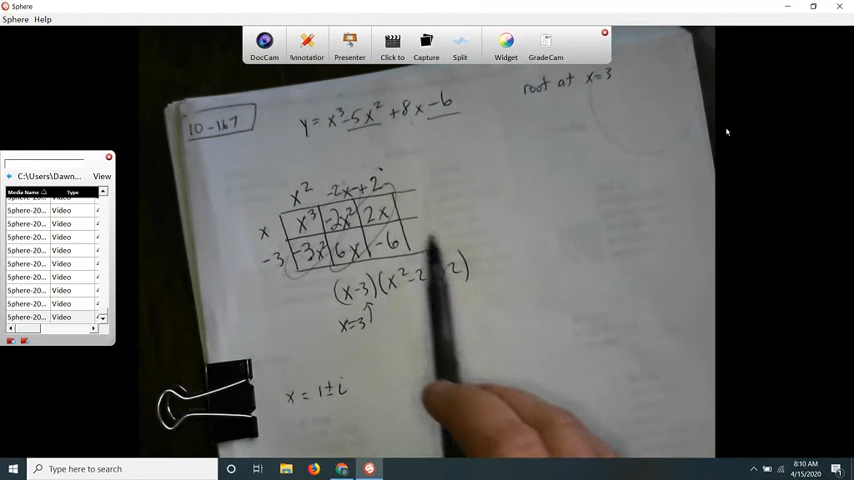 Sphere
Sphere Help
DocCam
Annotation
Presenter
Click to
Capture
Split
Widget
GradeCam
root at x=3
10-167
y = x³-5x²+8x-6
C:\Users\Dawn...
Media Name
Type
Sphere-20...
Video
Sphere-20...
Video
Sphere-20...
Video
Sphere-20...
Video
Sphere-20...
Video
Sphere-20...
Video
Sphere-20...
Video
Sphere-20...
Video
Sphere-20...
Video
x² -2x +2
x x³ -2x² 2x
-3 -3x² 6x -6
(x-3)(x²-2 2)
x=3
x = 1±i
Type here to search
8:10 AM
4/15/2020